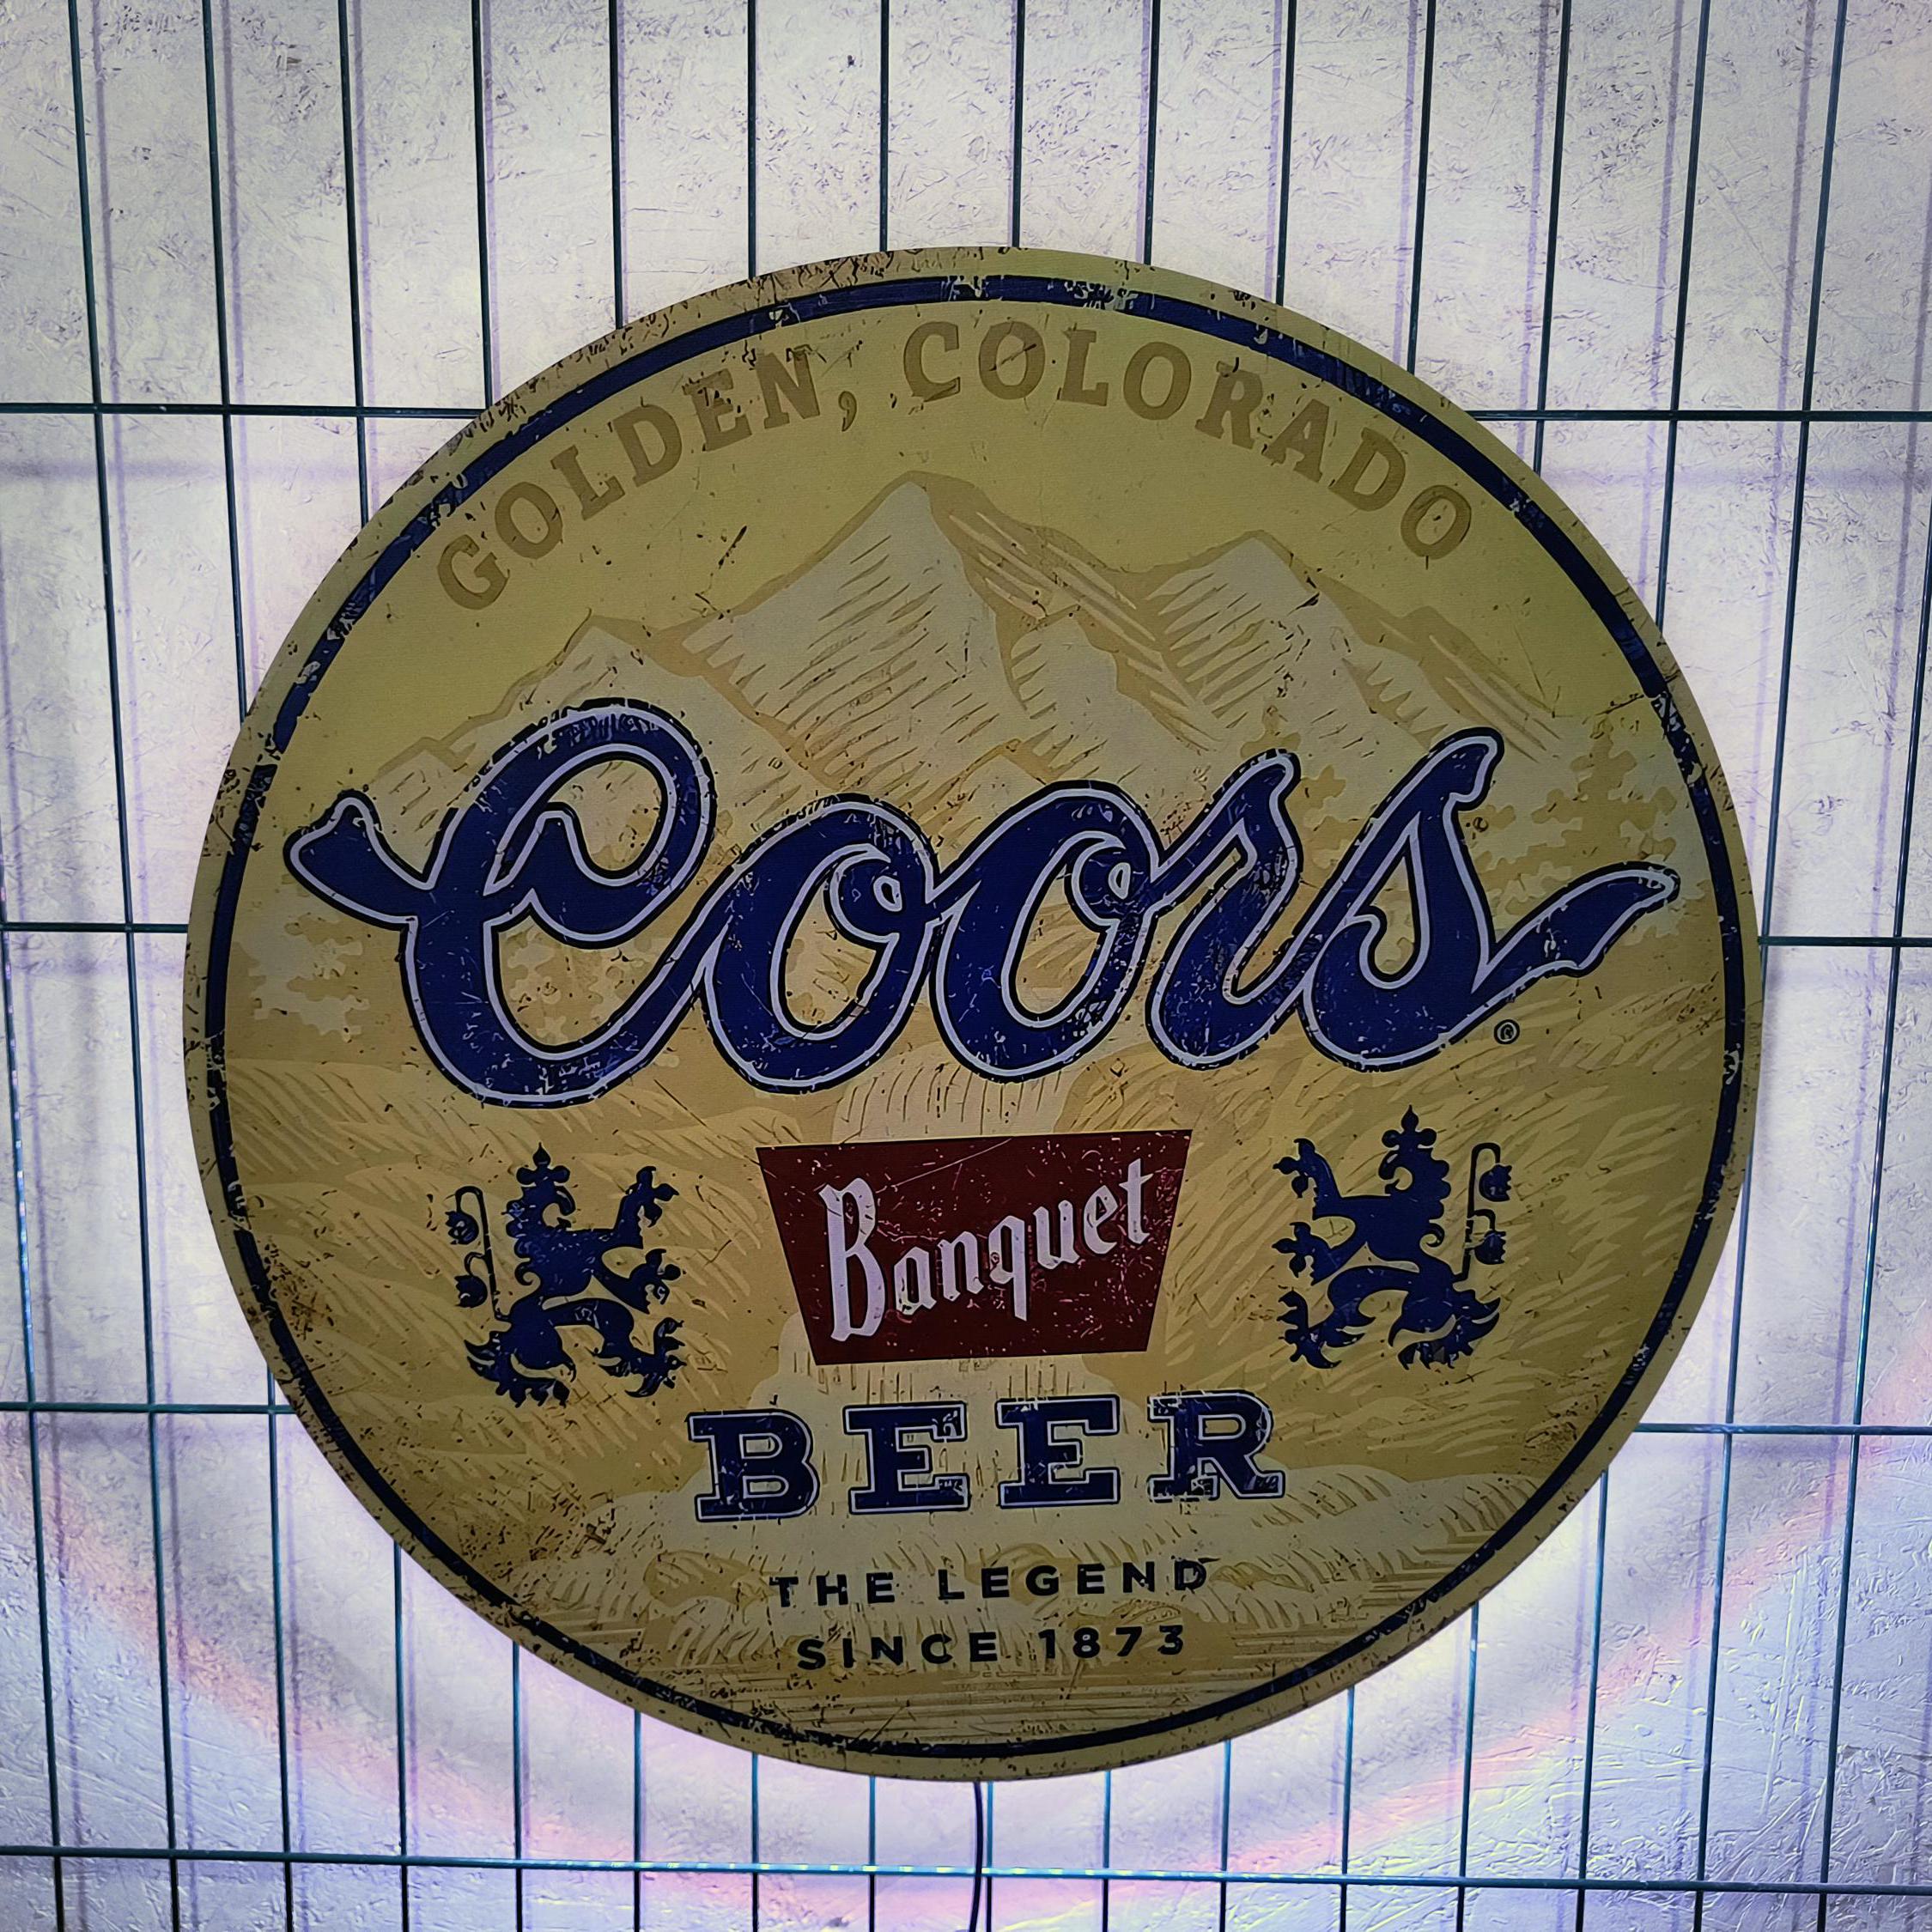 GOLDEN, COLORADO
Coors®
Banquet
BEER
THE LEGEND
SINCE 1873